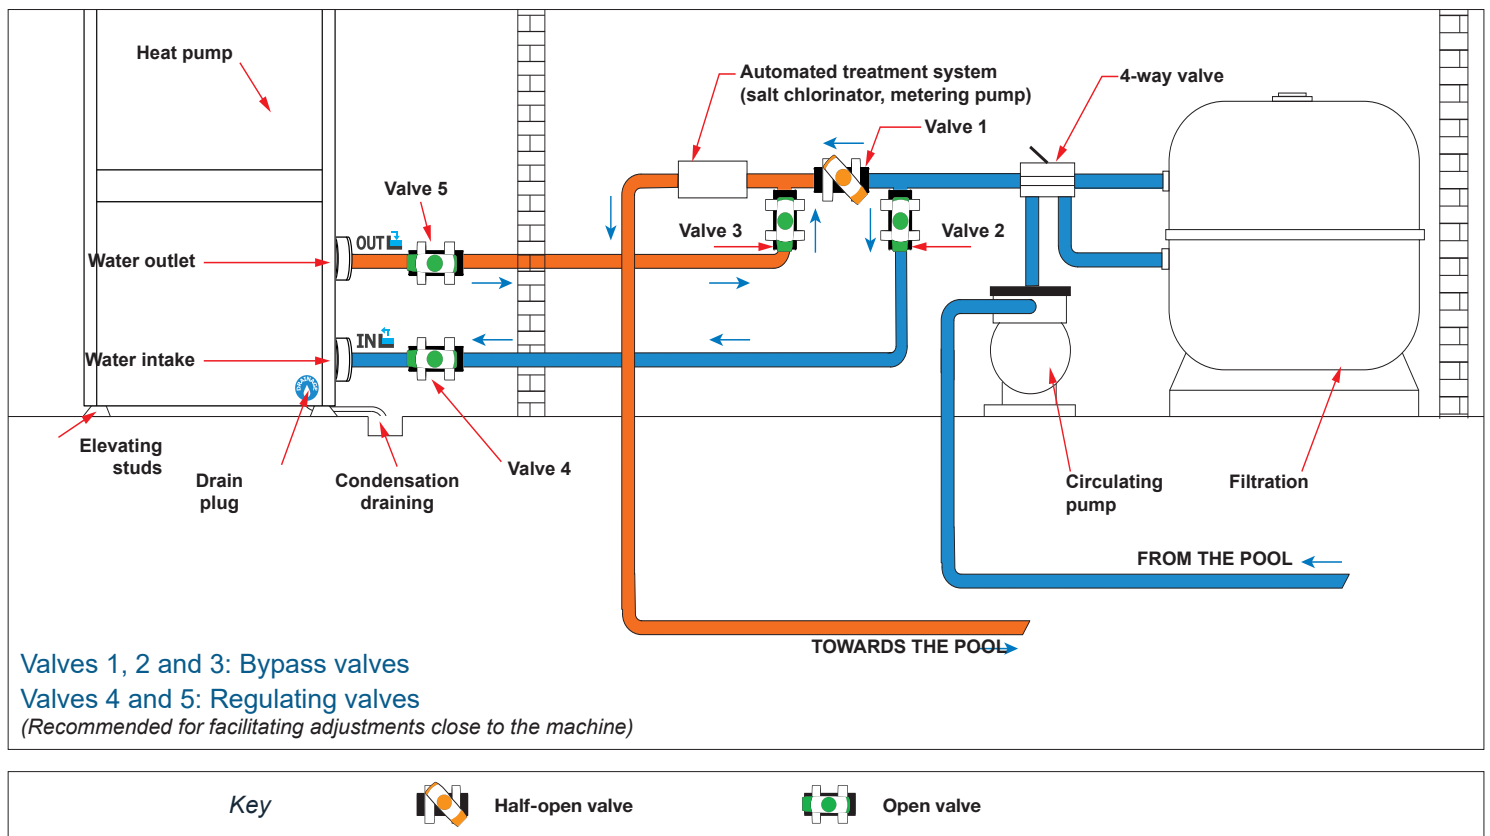 Heat pump
Automated treatment system
(salt chlorinator, metering pump)
4-way valve
Valve 1
Valve 5
Valve 3
Valve 2
OUT
Water outlet
IN
Water intake
DRAINAGE
Elevating
studs
Drain
plug
Condensation
draining
Valve 4
Circulating
pump
Filtration
FROM THE POOL
TOWARDS THE POOL
Valves 1, 2 and 3: Bypass valves
Valves 4 and 5: Regulating valves
(Recommended for facilitating adjustments close to the machine)
Key
Half-open valve
Open valve